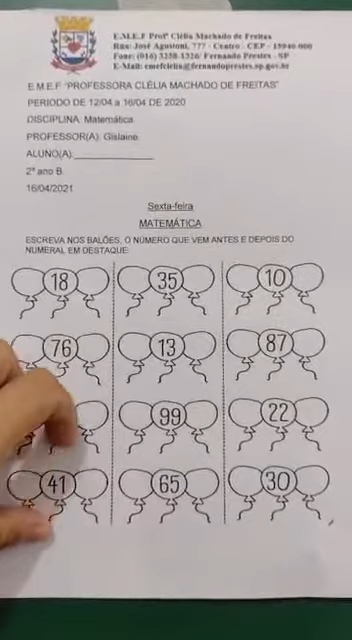 E.M.E.F Profª Clélia Machado de Freitas
Rua: José Agustoni, 777 - Centro - CEP - 15940-000
Fone: (016) 3258-1326/ Fernando Prestes - SP
E-Mail: emefclelia@fernandoprestes.sp.gov.br
E.M.E.F "PROFESSORA CLÉLIA MACHADO DE FREITAS"
PERIODO DE 12/04 a 16/04 DE 2020
DISCIPLINA: Matemática
PROFESSOR(A): Gislaine
ALUNO(A):
2º ano B
16/04/2021
Sexta-feira
MATEMÁTICA
ESCREVA NOS BALÕES, O NÚMERO QUE VEM ANTES E DEPOIS DO
NUMERAL EM DESTAQUE:
18 35 10
76 13 87
99 22
41 65 30